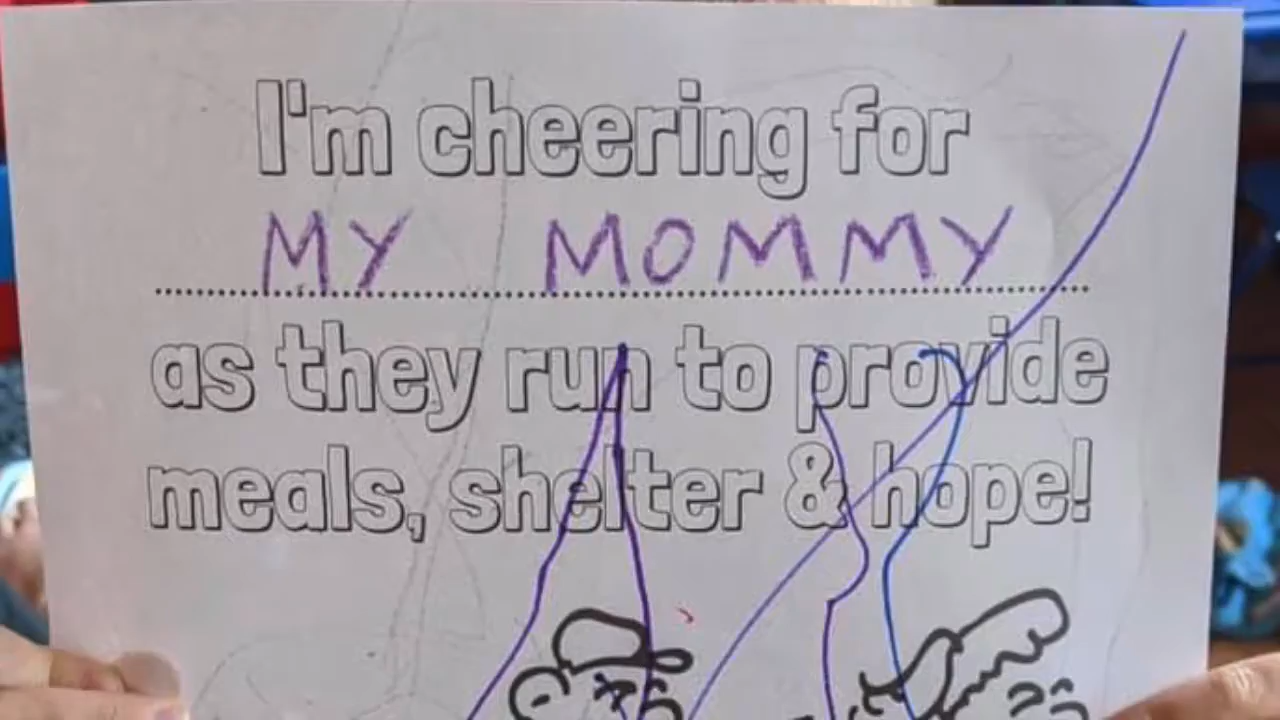 I'm cheering for
MY MOMMY
as they run to provide
meals, shelter & hope!